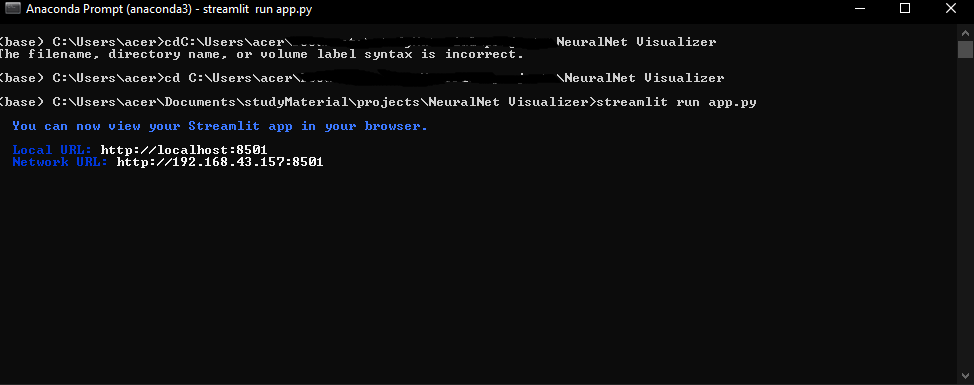 Anaconda Prompt (anaconda3) - streamlit run app.py
(base) C:\Users\acer>cdC:\Users\acer\ NeuralNet Visualizer
The filename, directory name, or volume label syntax is incorrect.
(base) C:\Users\acer>cd C:\Users\acer\ \NeuralNet Visualizer
(base) C:\Users\acer\Documents\studyMaterial\projects\NeuralNet Visualizer>streamlit run app.py
You can now view your Streamlit app in your browser.
Local URL: http://localhost:8501
Network URL: http://192.168.43.157:8501